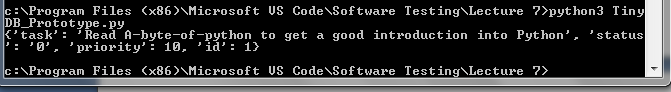 c:\Program Files (x86)\Microsoft VS Code\Software Testing\Lecture 7>python3 Tiny
DB_Prototype.py
{'task': 'Read A-byte-of-python to get a good introduction into Python', 'status
': '0', 'priority': 10, 'id': 1}
c:\Program Files (x86)\Microsoft VS Code\Software Testing\Lecture 7>